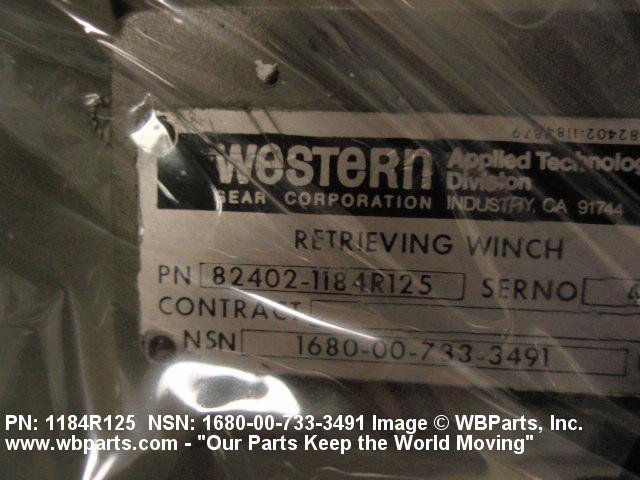 82402-1184879
Western Applied Technolog
GEAR CORPORATION Division
INDUSTRY, CA 91744
RETRIEVING WINCH
PN 82402-1184R125 SERNO
CONTRACT
NSN 1680-00-733-3491
PN: 1184R125 NSN: 1680-00-733-3491 Image © WBParts, Inc.
www.wbparts.com - "Our Parts Keep the World Moving"